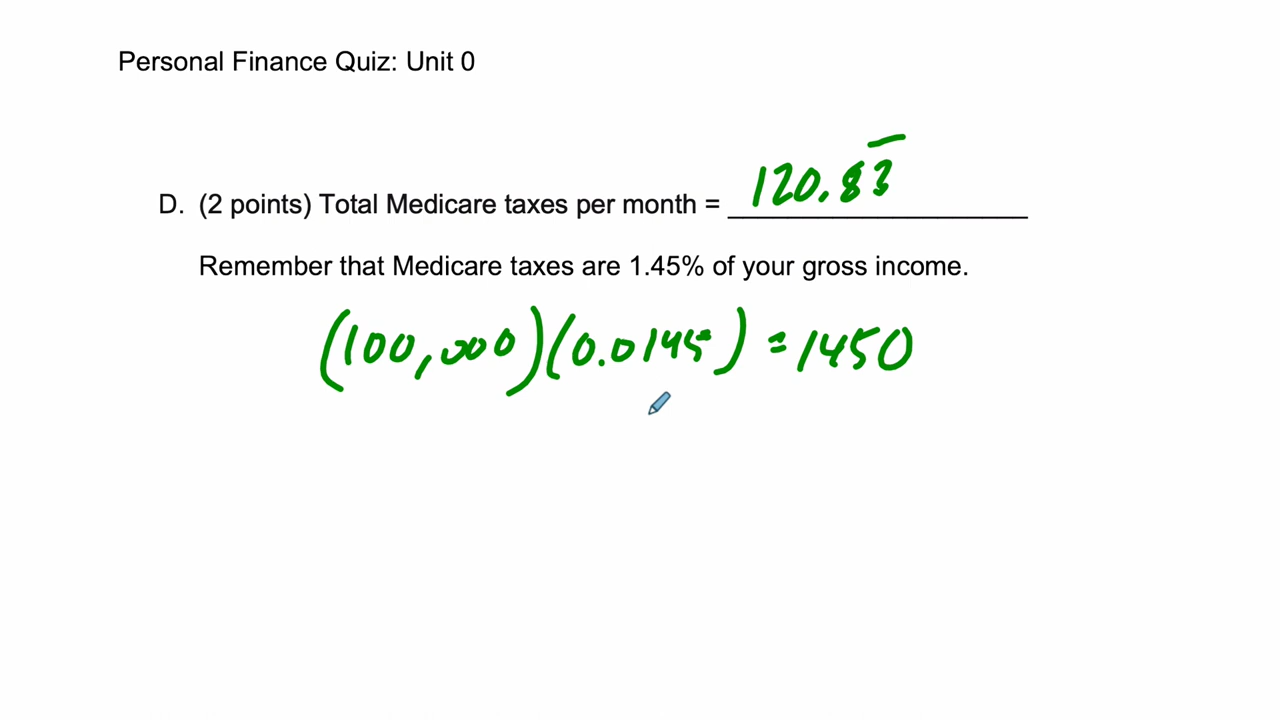 Personal Finance Quiz: Unit 0
120.83̅
D. (2 points) Total Medicare taxes per month = ____________________
Remember that Medicare taxes are 1.45% of your gross income.
(100,000)(0.0145) = 1450